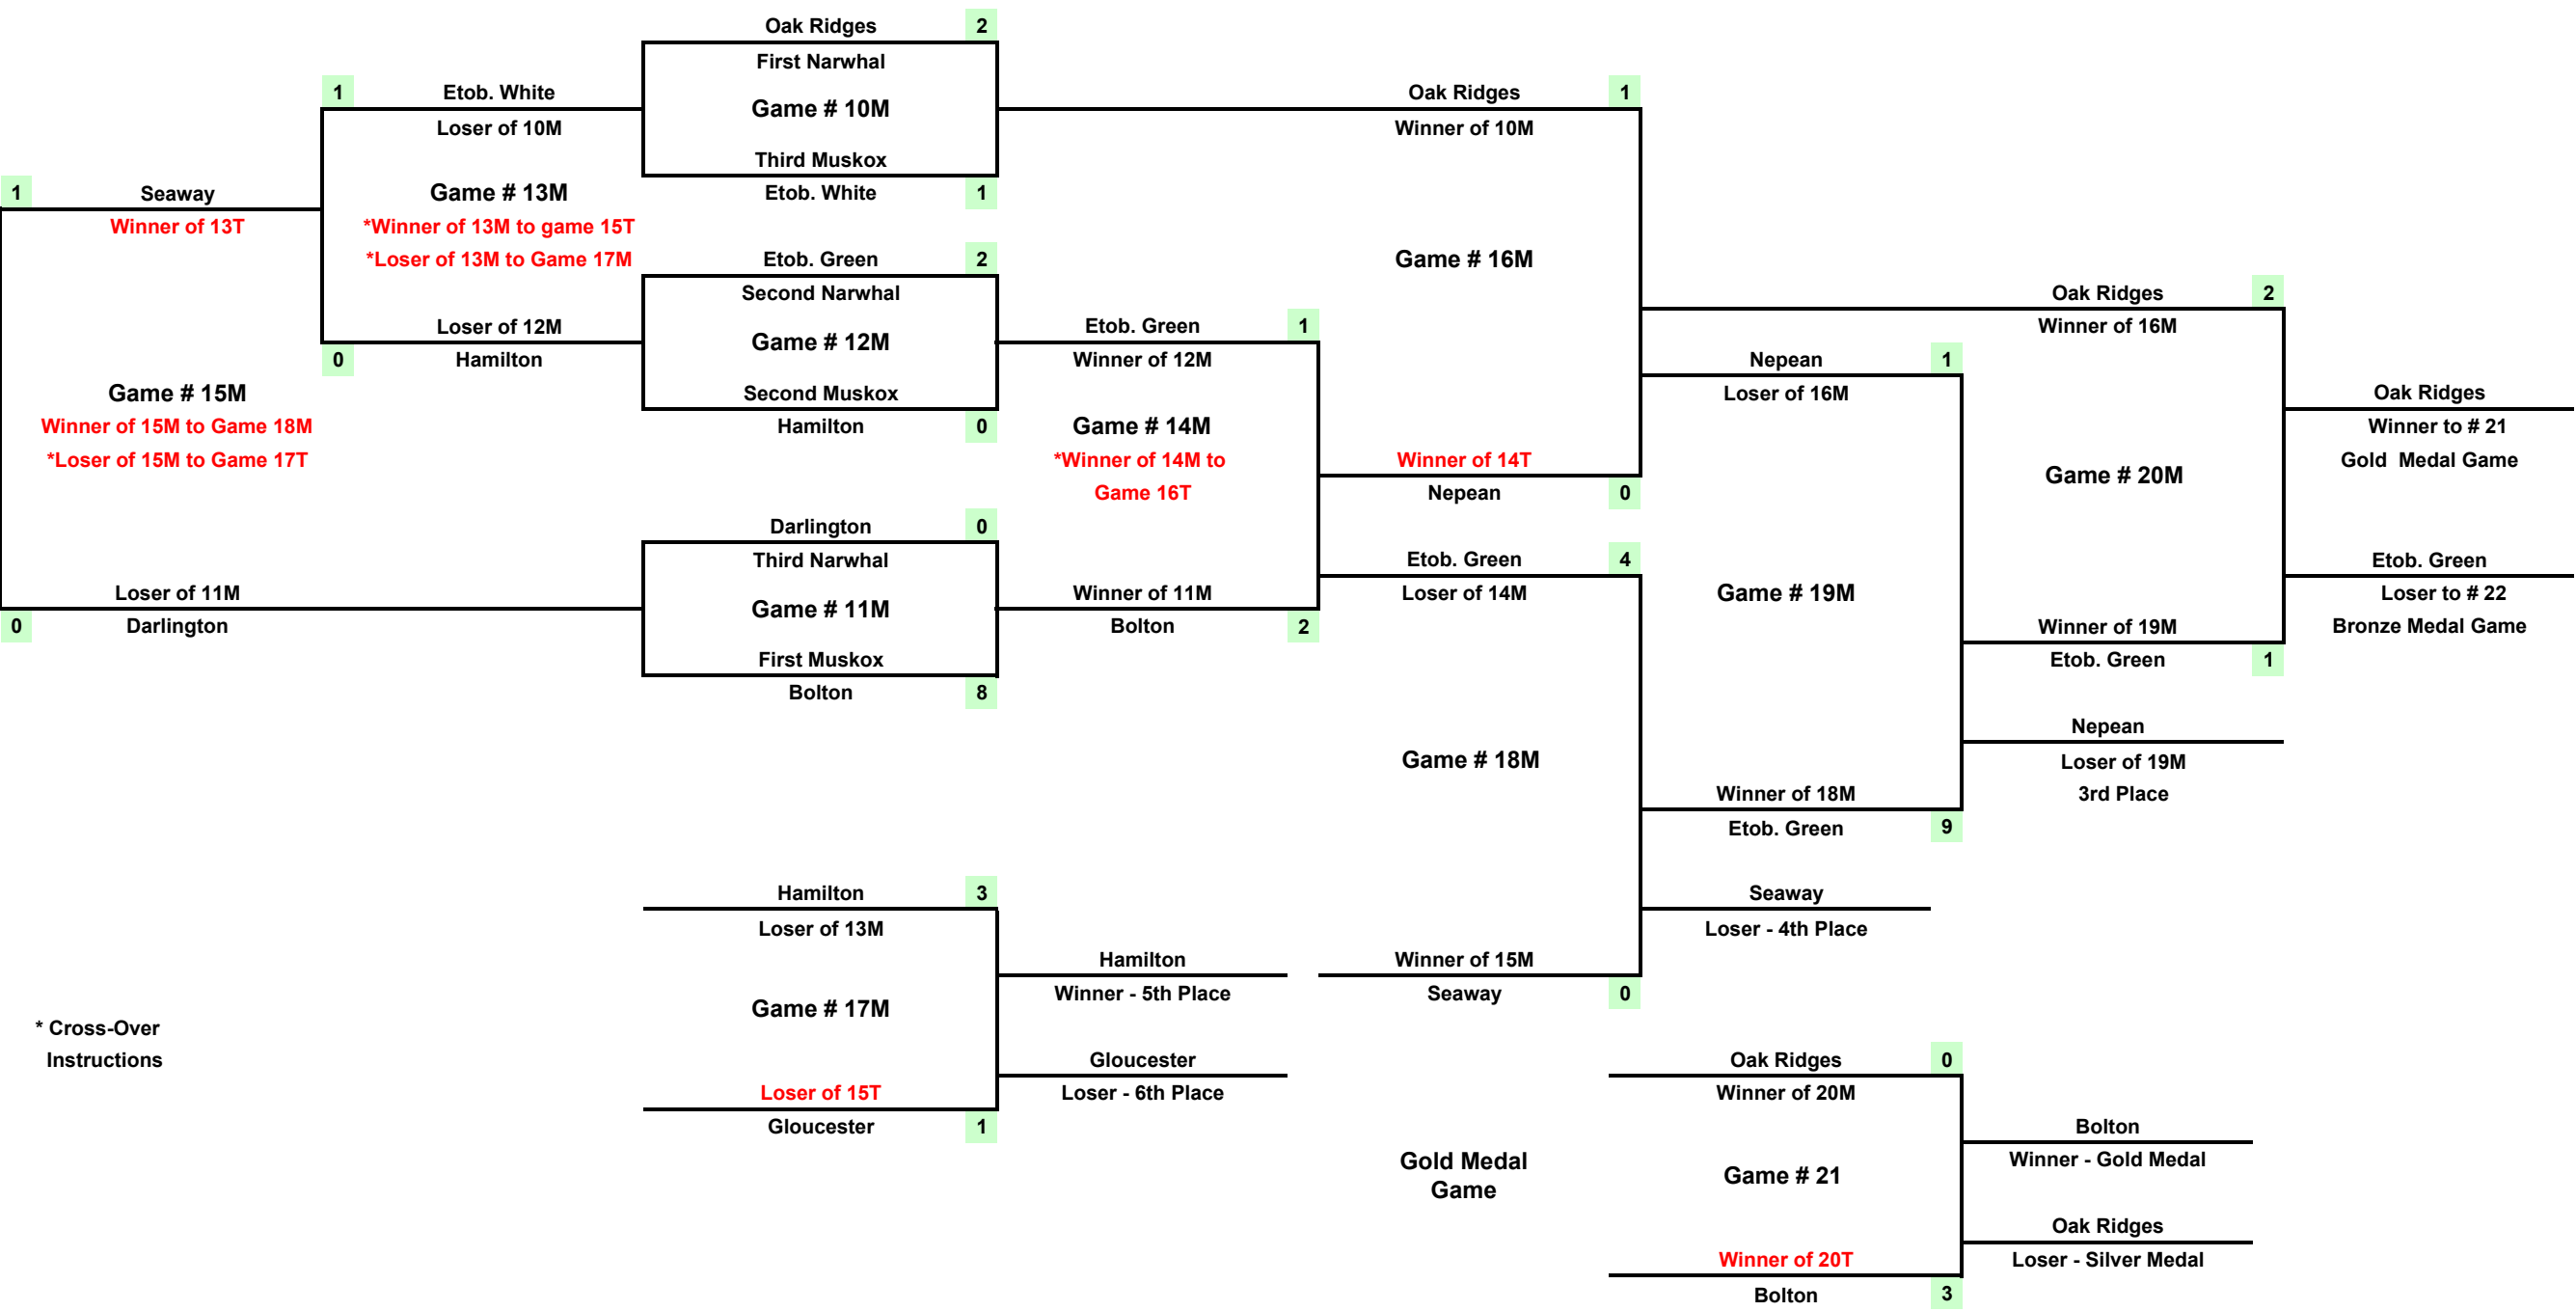 Oak Ridges 2
First Narwhal
1 Etob. White
Game # 10M
Oak Ridges 1
Loser of 10M
Winner of 10M
Third Muskox
1 Seaway
Game # 13M
Etob. White 1
Winner of 13T
*Winner of 13M to game 15T
*Loser of 13M to Game 17M
Etob. Green 2
Game # 16M
Second Narwhal
Oak Ridges 2
Loser of 12M
Game # 12M
Etob. Green 1
Winner of 16M
0 Hamilton
Winner of 12M
Nepean 1
Game # 15M
Second Muskox
Loser of 16M
Oak Ridges
Winner of 15M to Game 18M
Hamilton 0
Game # 14M
Winner to # 21
*Loser of 15M to Game 17T
*Winner of 14M to
Winner of 14T
Game # 20M
Gold Medal Game
Game 16T
Nepean 0
Darlington 0
Third Narwhal
Etob. Green 4
Etob. Green
Loser of 11M
Game # 11M
Winner of 11M
Loser of 14M
Game # 19M
Loser to # 22
0 Darlington
Bolton 2
Winner of 19M
Bronze Medal Game
First Muskox
Etob. Green 1
Bolton 8
Nepean
Game # 18M
Loser of 19M
Winner of 18M
3rd Place
Etob. Green 9
Hamilton 3
Seaway
Loser of 13M
Loser - 4th Place
Hamilton
Winner of 15M
Game # 17M
Winner - 5th Place
Seaway 0
* Cross-Over
Instructions
Gloucester
Oak Ridges 0
Loser of 15T
Loser - 6th Place
Winner of 20M
Gloucester 1
Bolton
Gold Medal
Game
Game # 21
Winner - Gold Medal
Oak Ridges
Winner of 20T
Loser - Silver Medal
Bolton 3